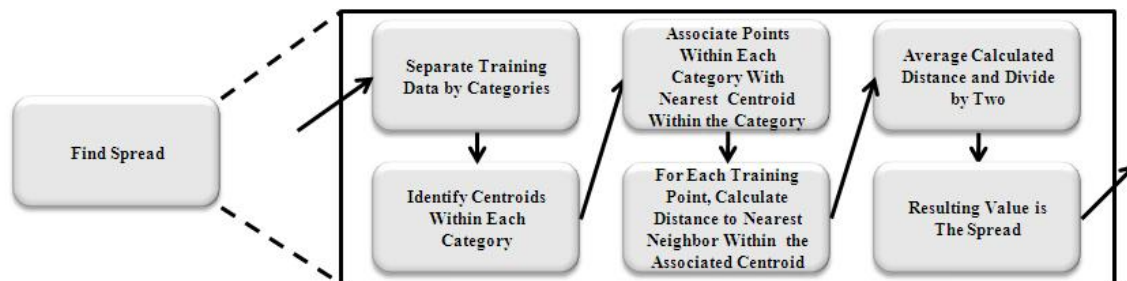 Find Spread
Separate Training
Data by Categories
Identify Centroids
Within Each
Category
Associate Points
Within Each
Category With
Nearest Centroid
Within the Category
For Each Training
Point, Calculate
Distance to Nearest
Neighbor Within the
Associated Centroid
Average Calculated
Distance and Divide
by Two
Resulting Value is
The Spread